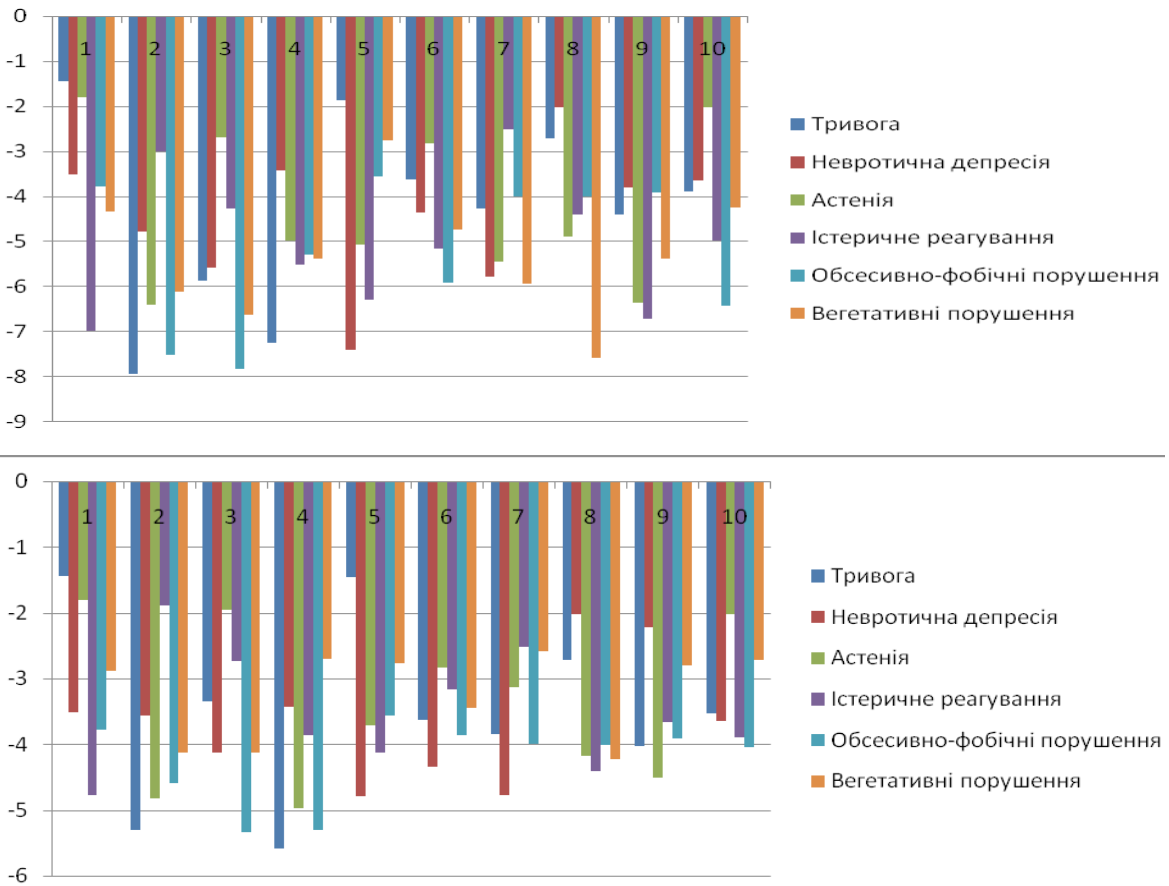 0
1 2 3 4 5 6 7 8 9 10
-1
-2
-3
-4
-5
-6
-7
-8
-9
Тривога
Невротична депресія
Астенія
Істеричне реагування
Обсесивно-фобічні порушення
Вегетативні порушення
0
1 2 3 4 5 6 7 8 9 10
-1
-2
-3
-4
-5
-6
Тривога
Невротична депресія
Астенія
Істеричне реагування
Обсесивно-фобічні порушення
Вегетативні порушення